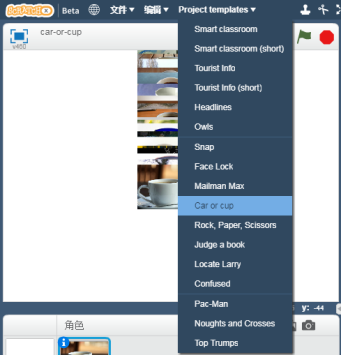 SCRATCHX Beta 文件▼ 编辑▼ Project templates▼
car-or-cup
v460
Smart classroom
Smart classroom (short)
Tourist Info
Tourist Info (short)
Headlines
Owls
Snap
Face Lock
Mailman Max
Car or cup
Rock, Paper, Scissors
Judge a book
Locate Larry
Confused
Pac-Man
Noughts and Crosses
Top Trumps
y: -44
角色